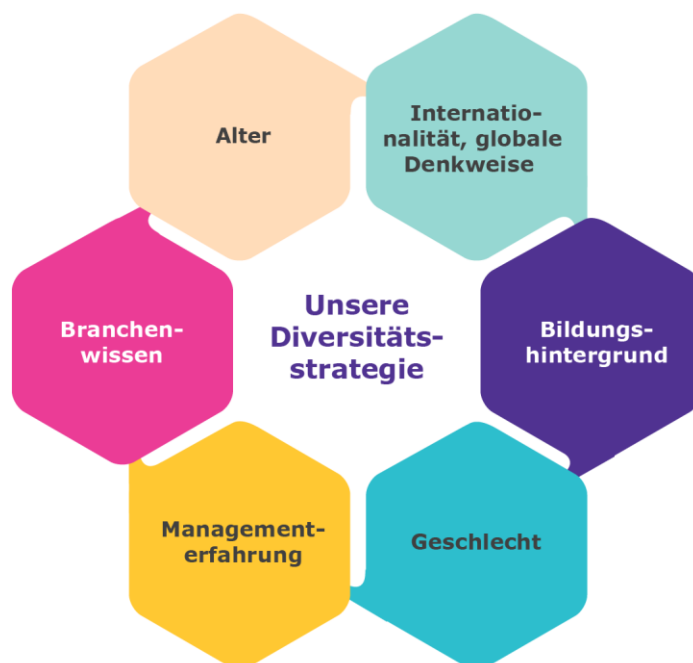 Alter
Internatio-
nalität, globale
Denkweise
Branchen-
wissen
Unsere
Diversitäts-
strategie
Bildungs-
hintergrund
Management-
erfahrung
Geschlecht